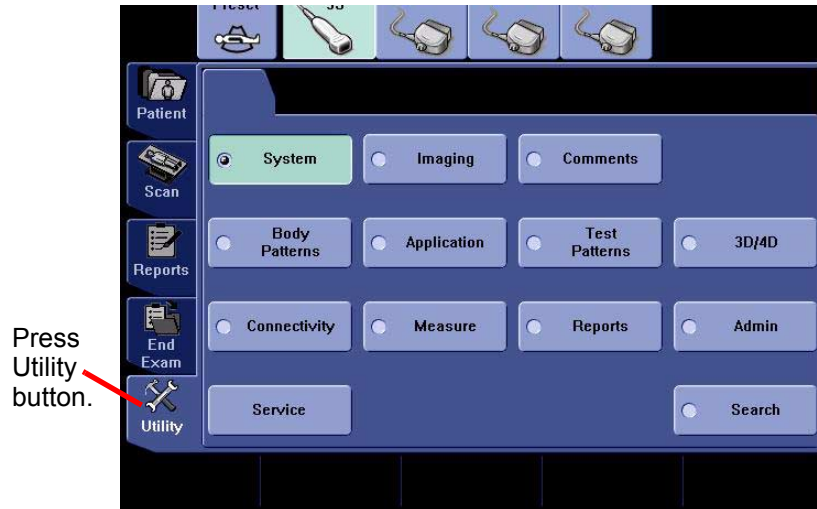 Preset
Patient
System
Imaging
Comments
Scan
Body
Patterns
Application
Test
Patterns
3D/4D
Reports
Connectivity
Measure
Reports
Admin
End
Exam
Press
Utility
button.
Service
Search
Utility